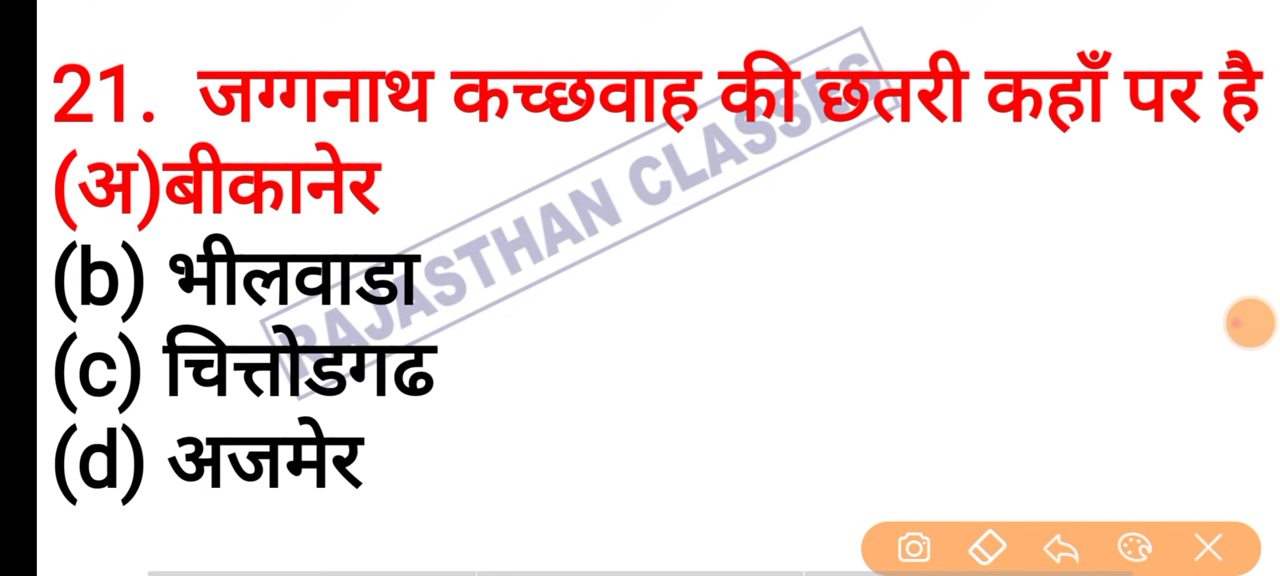 21. जग्गनाथ कच्छवाह की छतरी कहाँ पर है
(अ)बीकानेर
(b) भीलवाडा
(c) चित्तोडगढ
(d) अजमेर
RAJASTHAN CLASSES